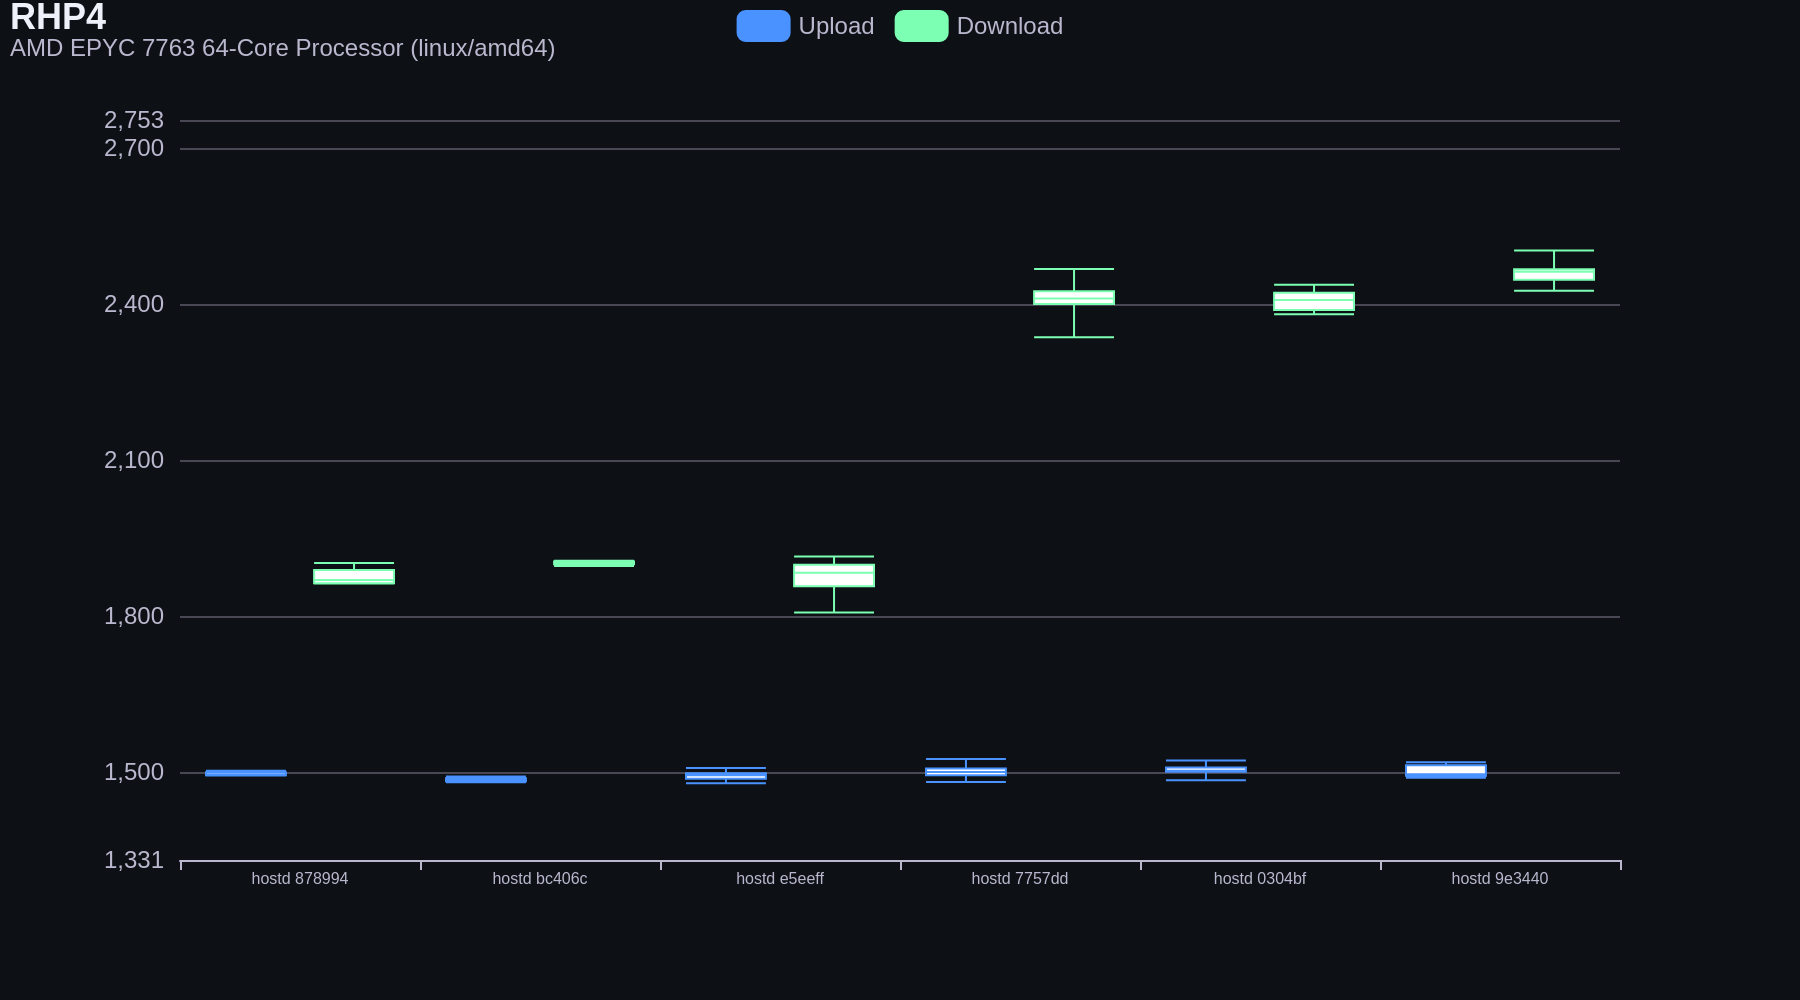 RHP4
AMD EPYC 7763 64-Core Processor (linux/amd64)
Upload
Download
2,753
2,700
2,400
2,100
1,800
1,500
1,331
hostd 878994
hostd bc406c
hostd e5eeff
hostd 7757dd
hostd 0304bf
hostd 9e3440